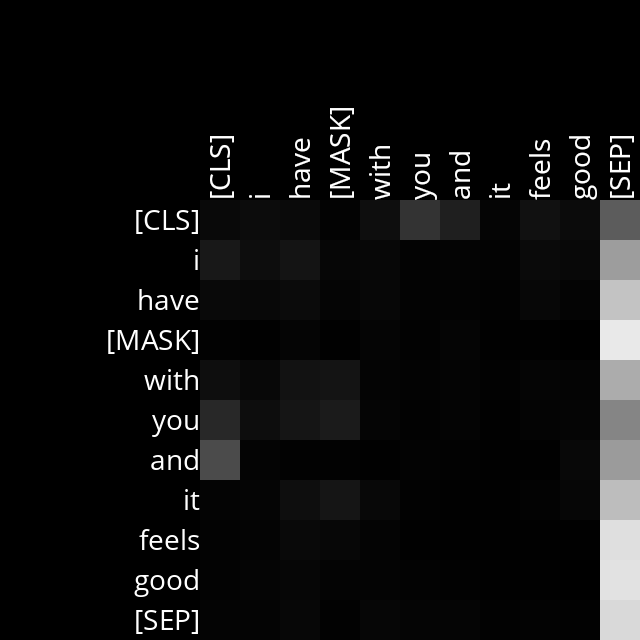 [CLS] i have [MASK] with you and it feels good [SEP]
[CLS]
i
have
[MASK]
with
you
and
it
feels
good
[SEP]